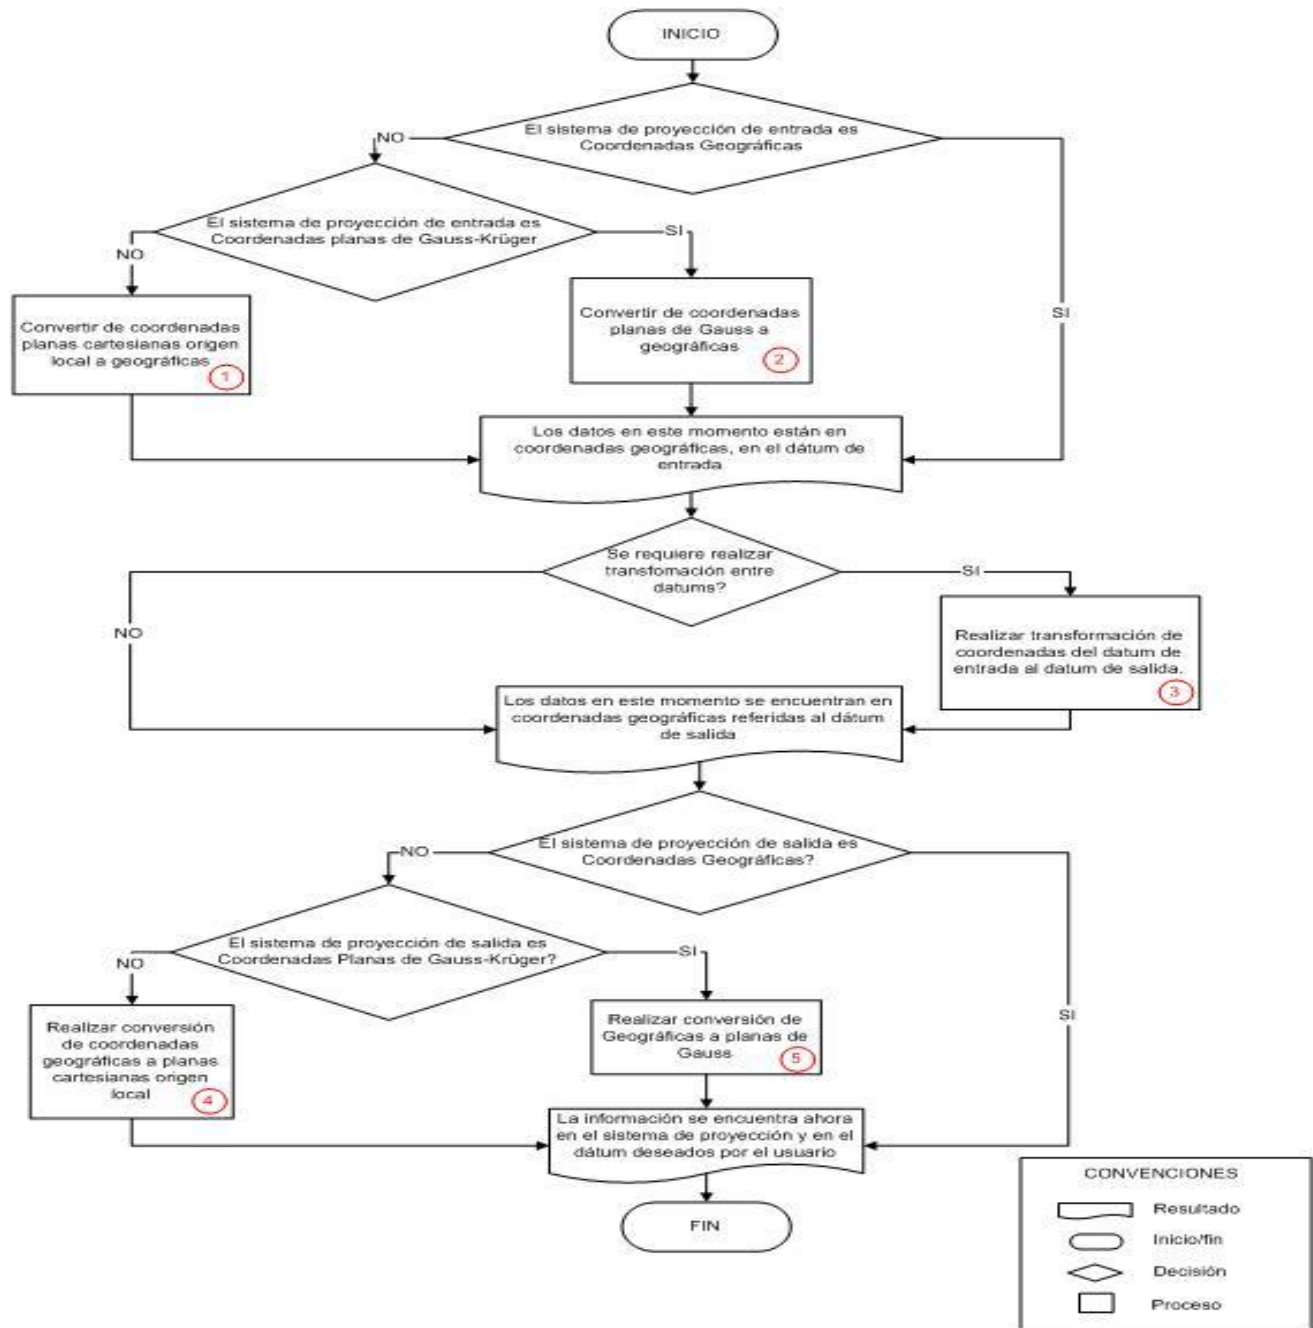 INICIO
El sistema de proyección de entrada es
Coordenadas Geográficas
NO
El sistema de proyección de entrada es
Coordenadas planas de Gauss-Krüger
SI
NO
SI
Convertir de coordenadas
planas cartesianas origen
local a geográficas
1
Convertir de coordenadas
planas de Gauss a
geográficas
2
Los datos en este momento están en
coordenadas geográficas, en el dátum de
entrada
Se requiere realizar
transfomación entre
datums?
SI
NO
Realizar transformación de
coordenadas del datum de
entrada al datum de salida.
3
Los datos en este momento se encuentran en
coordenadas geográficas referidas al dátum
de salida
El sistema de proyección de salida es
Coordenadas Geográficas?
NO
El sistema de proyección de salida es
Coordenadas Planas de Gauss-Krüger?
SI
NO
SI
Realizar conversión
de coordenadas
geográficas a planas
cartesianas origen
local
4
Realizar conversión de
Geográficas a planas de
Gauss
5
La información se encuentra ahora
en el sistema de proyección y en el
dátum deseados por el usuario
FIN
CONVENCIONES
Resultado
Inicio/fin
Decisión
Proceso